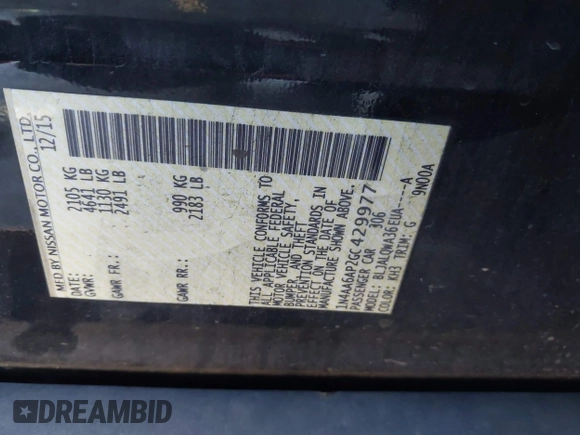 MFD BY NISSAN MOTOR CO., LTD. 12/15
GVWR: 2105 KG
4641 LB
GAWR FR.: 1130 KG
2491 LB
GAWR RR.: 990 KG
2183 LB
THIS VEHICLE CONFORMS TO
ALL APPLICABLE FEDERAL
MOTOR VEHICLE SAFETY,
BUMPER, AND THEFT
PREVENTION STANDARDS IN
EFFECT ON THE DATE OF
MANUFACTURE SHOWN ABOVE.
1N4AA6AP2GC429977
PASSENGER CAR 306
MODEL: BLJALOWA36EUA-----A
COLOR: KH3 TRIM: G 9N00A
DREAMBID